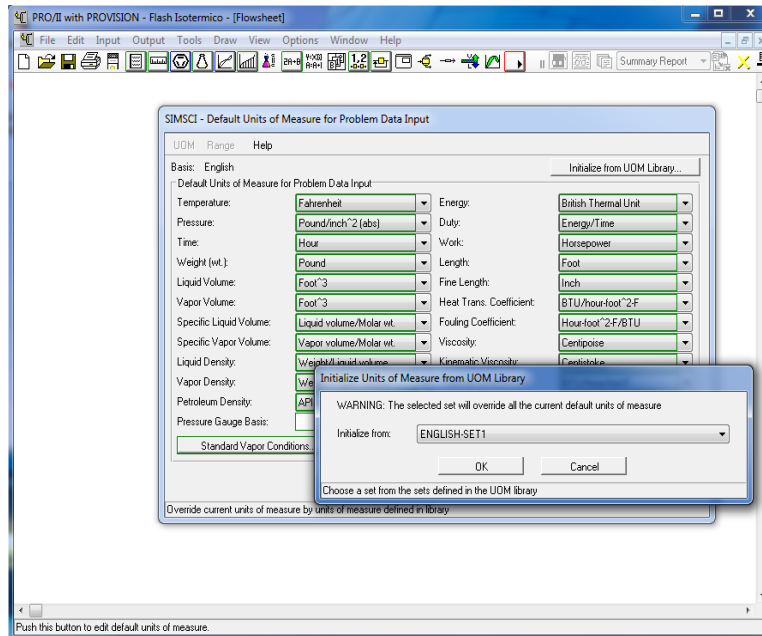 PRO/II with PROVISION - Flash Isotermico - [Flowsheet]
File Edit Input Output Tools Draw View Options Window Help
Summary Report
SIMSCI - Default Units of Measure for Problem Data Input
UOM Range Help
Basis: English
Initialize from UOM Library...
Default Units of Measure for Problem Data Input
Temperature: Fahrenheit Energy: British Thermal Unit
Pressure: Pound/inch^2 (abs) Duty: Energy/Time
Time: Hour Work: Horsepower
Weight (wt.): Pound Length: Foot
Liquid Volume: Foot^3 Fine Length: Inch
Vapor Volume: Foot^3 Heat Trans. Coefficient: BTU/hour-foot^2-F
Specific Liquid Volume: Liquid volume/Molar wt. Fouling Coefficient: Hour-foot^2-F/BTU
Specific Vapor Volume: Vapor volume/Molar wt. Viscosity: Centipoise
Liquid Density: Weight/Liquid volume Kinematic Viscosity: Centistoke
Vapor Density: We
Petroleum Density: API
Pressure Gauge Basis:
Standard Vapor Conditions...
Initialize Units of Measure from UOM Library
WARNING: The selected set will override all the current default units of measure
Initialize from: ENGLISH-SET1
OK Cancel
Choose a set from the sets defined in the UOM library
Override current units of measure by units of measure defined in library
Push this button to edit default units of measure.